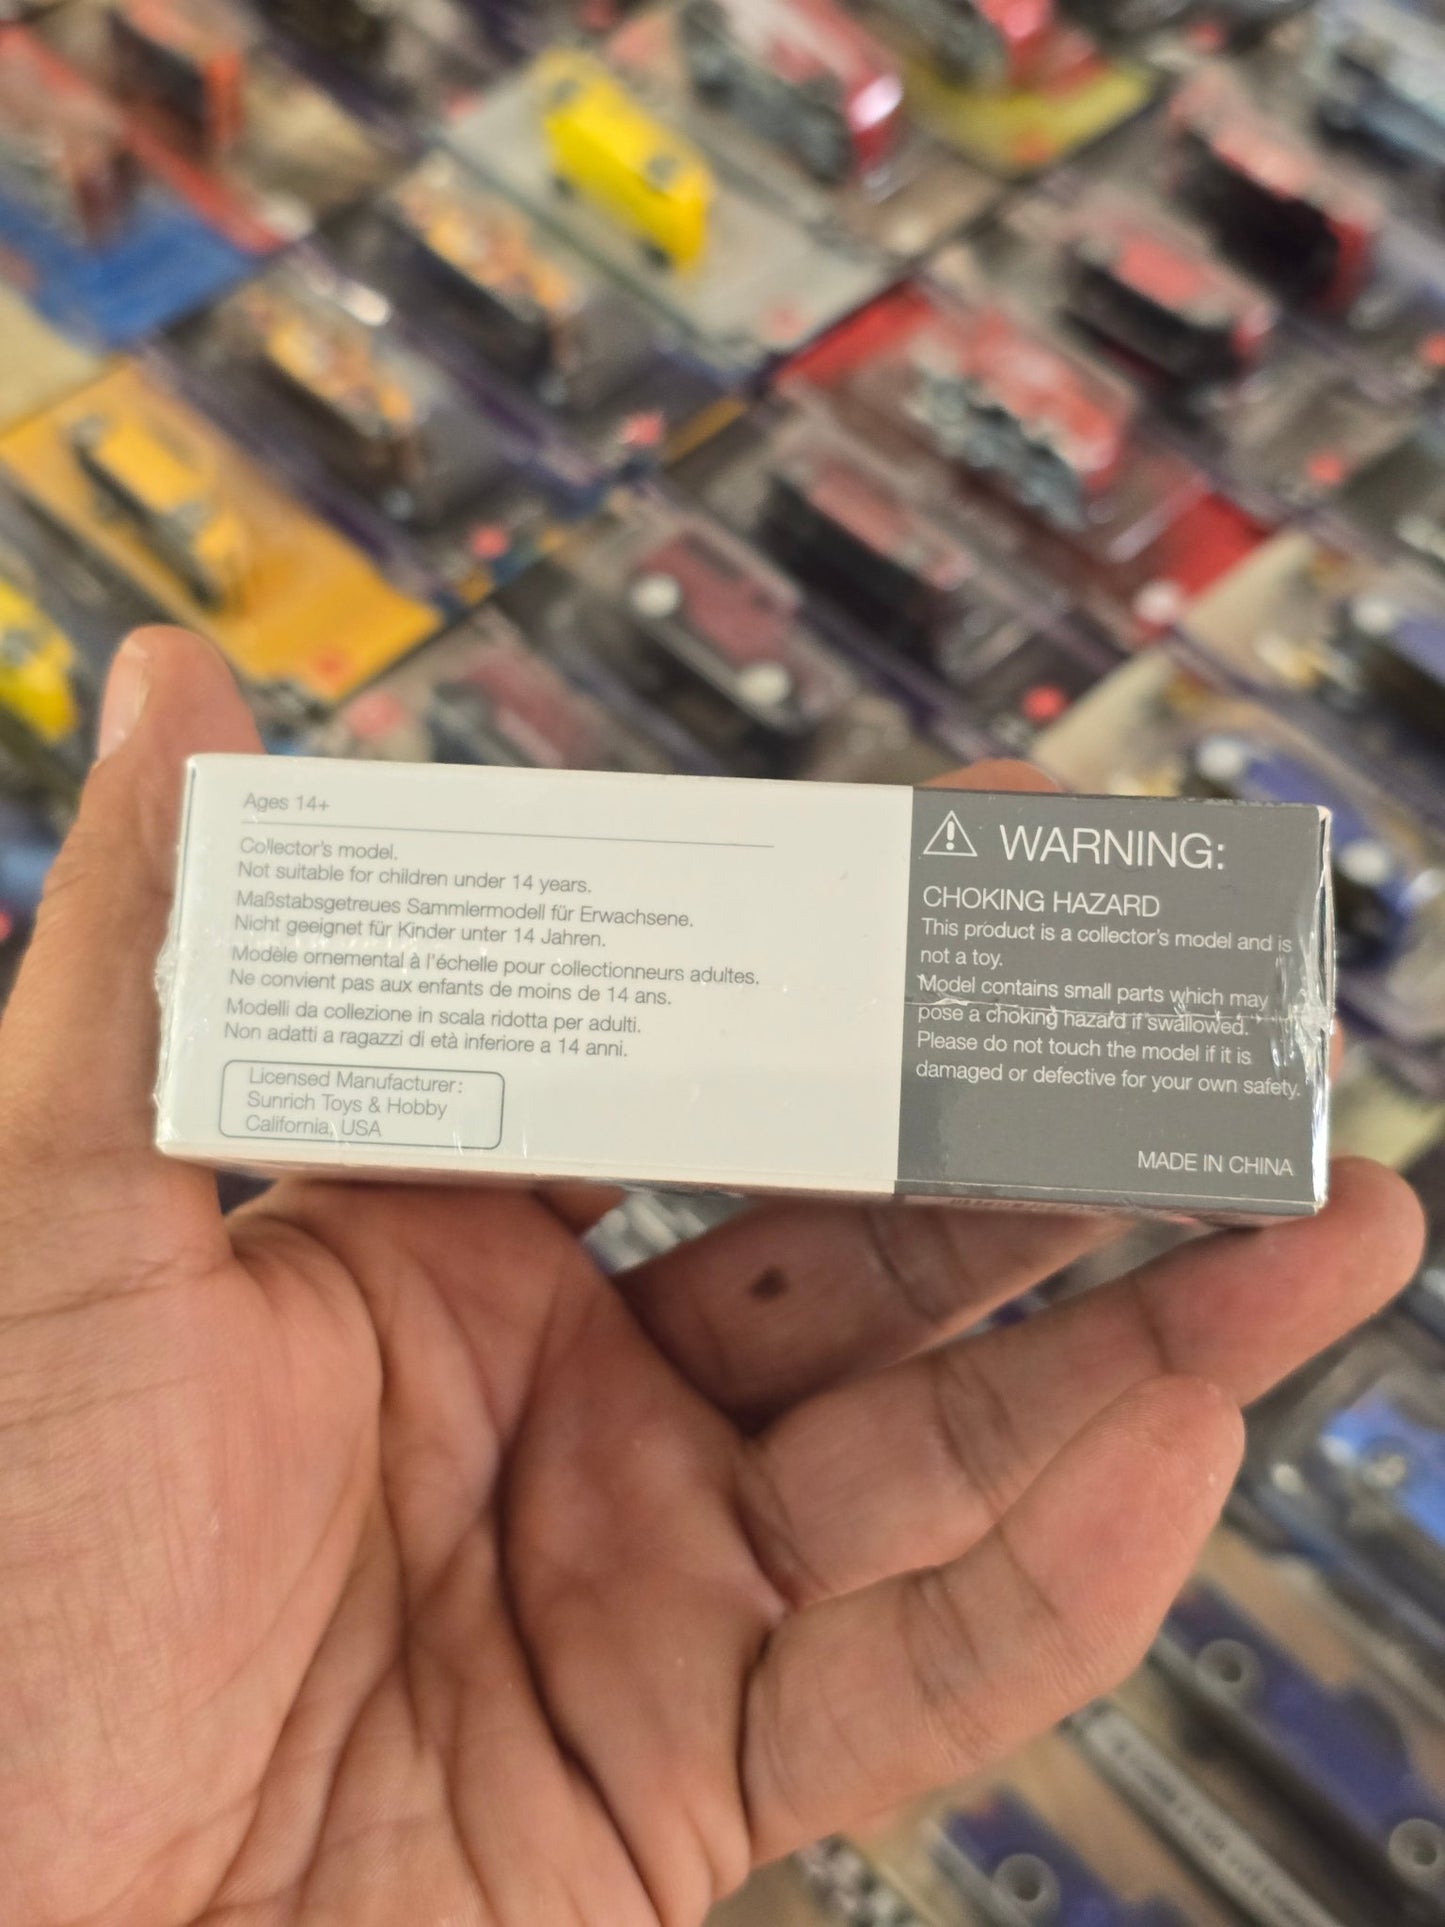 Ages 14+
Collector's model.
Not suitable for children under 14 years.
Maßstabsgetreues Sammlermodell für Erwachsene.
Nicht geeignet für Kinder unter 14 Jahren.
Modèle ornemental à l'échelle pour collectionneurs adultes.
Ne convient pas aux enfants de moins de 14 ans.
Modelli da collezione in scala ridotta per adulti.
Non adatti a ragazzi di età inferiore a 14 anni.
Licensed Manufacturer:
Sunrich Toys & Hobby
California, USA
WARNING:
CHOKING HAZARD
This product is a collector's model and is
not a toy.
Model contains small parts which may
pose a choking hazard if swallowed.
Please do not touch the model if it is
damaged or defective for your own safety.
MADE IN CHINA